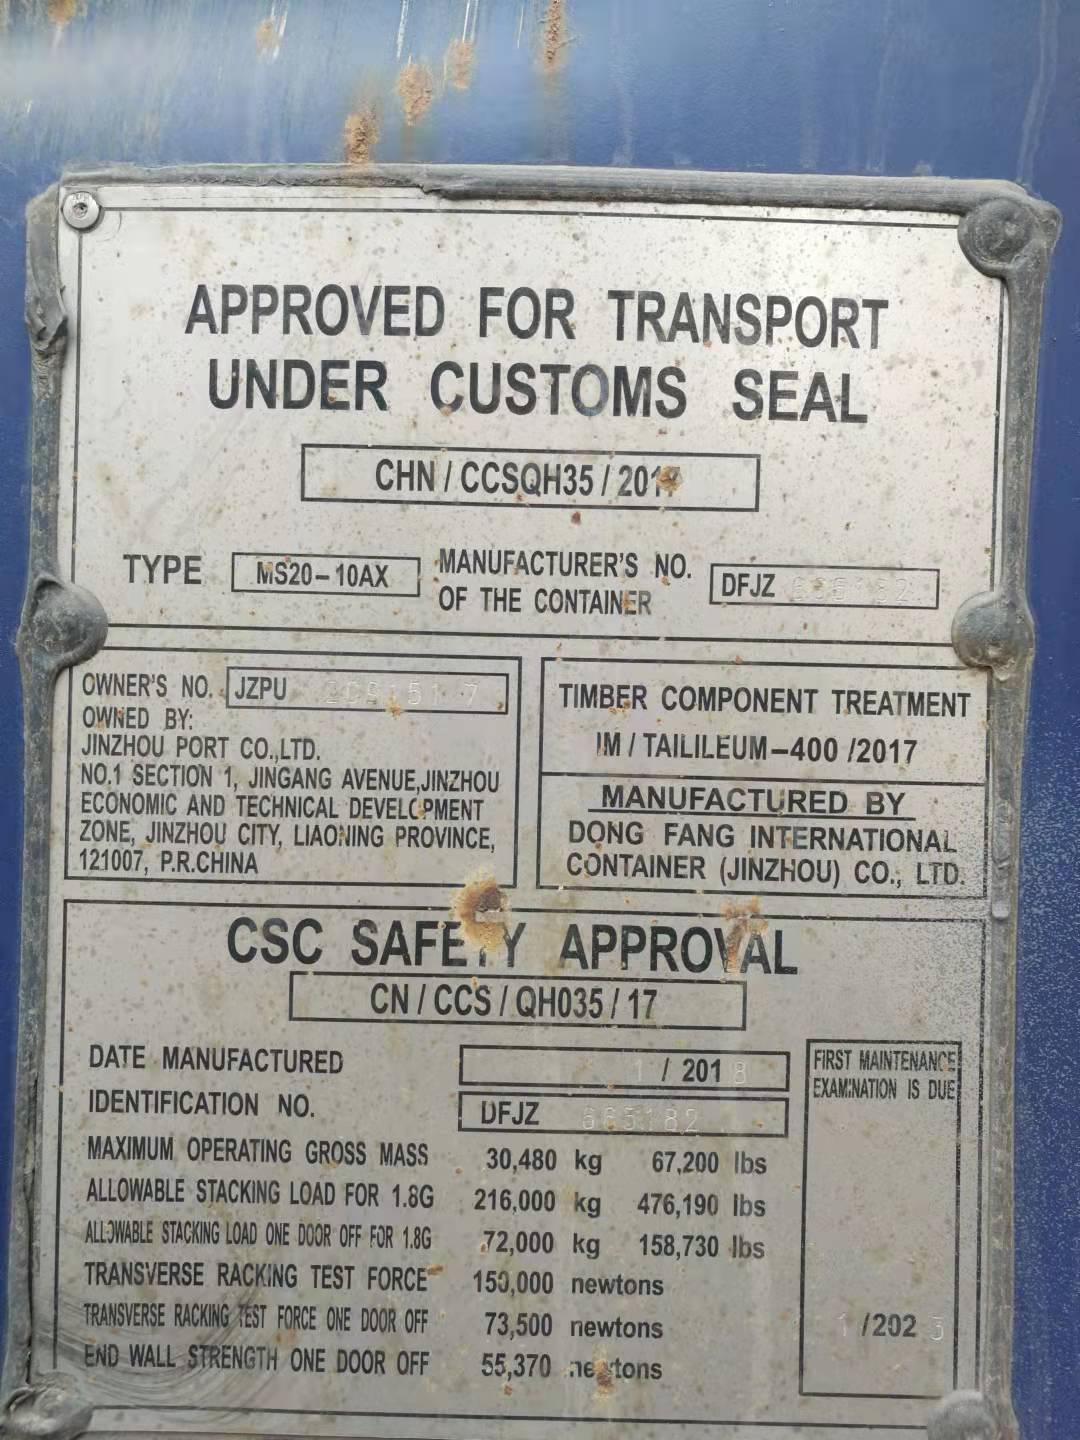 APPROVED FOR TRANSPORT
UNDER CUSTOMS SEAL
CHN / CCSQH35 / 2017
TYPE MS20-10AX
MANUFACTURER'S NO.
OF THE CONTAINER
DFJZ
OWNER'S NO. JZPU
OWNED BY:
JINZHOU PORT CO.,LTD.
NO.1 SECTION 1, JINGANG AVENUE,JINZHOU
ECONOMIC AND TECHNICAL DEVELOPMENT
ZONE, JINZHOU CITY, LIAONING PROVINCE,
121007, P.R.CHINA
TIMBER COMPONENT TREATMENT
IM / TAILILEUM-400 /2017
MANUFACTURED BY
DONG FANG INTERNATIONAL
CONTAINER (JINZHOU) CO., LTD.
CSC SAFETY APPROVAL
CN / CCS / QH035 / 17
DATE MANUFACTURED 1 / 2018
IDENTIFICATION NO. DFJZ 665182
MAXIMUM OPERATING GROSS MASS 30,480 kg 67,200 lbs
ALLOWABLE STACKING LOAD FOR 1.8G 216,000 kg 476,190 lbs
ALLOWABLE STACKING LOAD ONE DOOR OFF FOR 1.8G 72,000 kg 158,730 lbs
TRANSVERSE RACKING TEST FORCE 150,000 newtons
TRANSVERSE RACKING TEST FORCE ONE DOOR OFF 73,500 newtons
END WALL STRENGTH ONE DOOR OFF 55,370 newtons
FIRST MAINTENANCE
EXAMINATION IS DUE
1 /2023